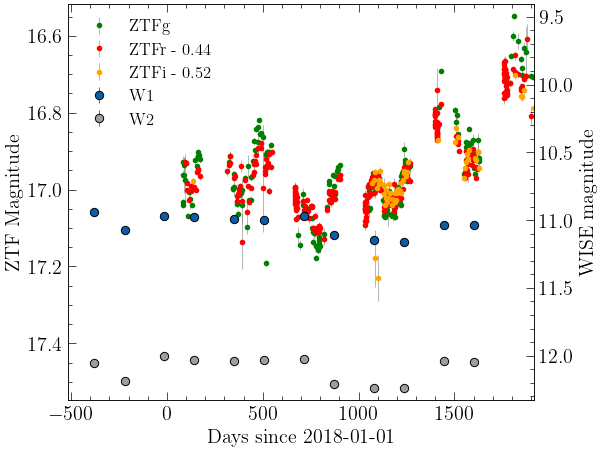 ZTFg
ZTFr - 0.44
ZTFi - 0.52
W1
W2
16.6
16.8
17.0
17.2
17.4
ZTF Magnitude
9.5
10.0
10.5
11.0
11.5
12.0
WISE magnitude
−500
0
500
1000
1500
Days since 2018-01-01